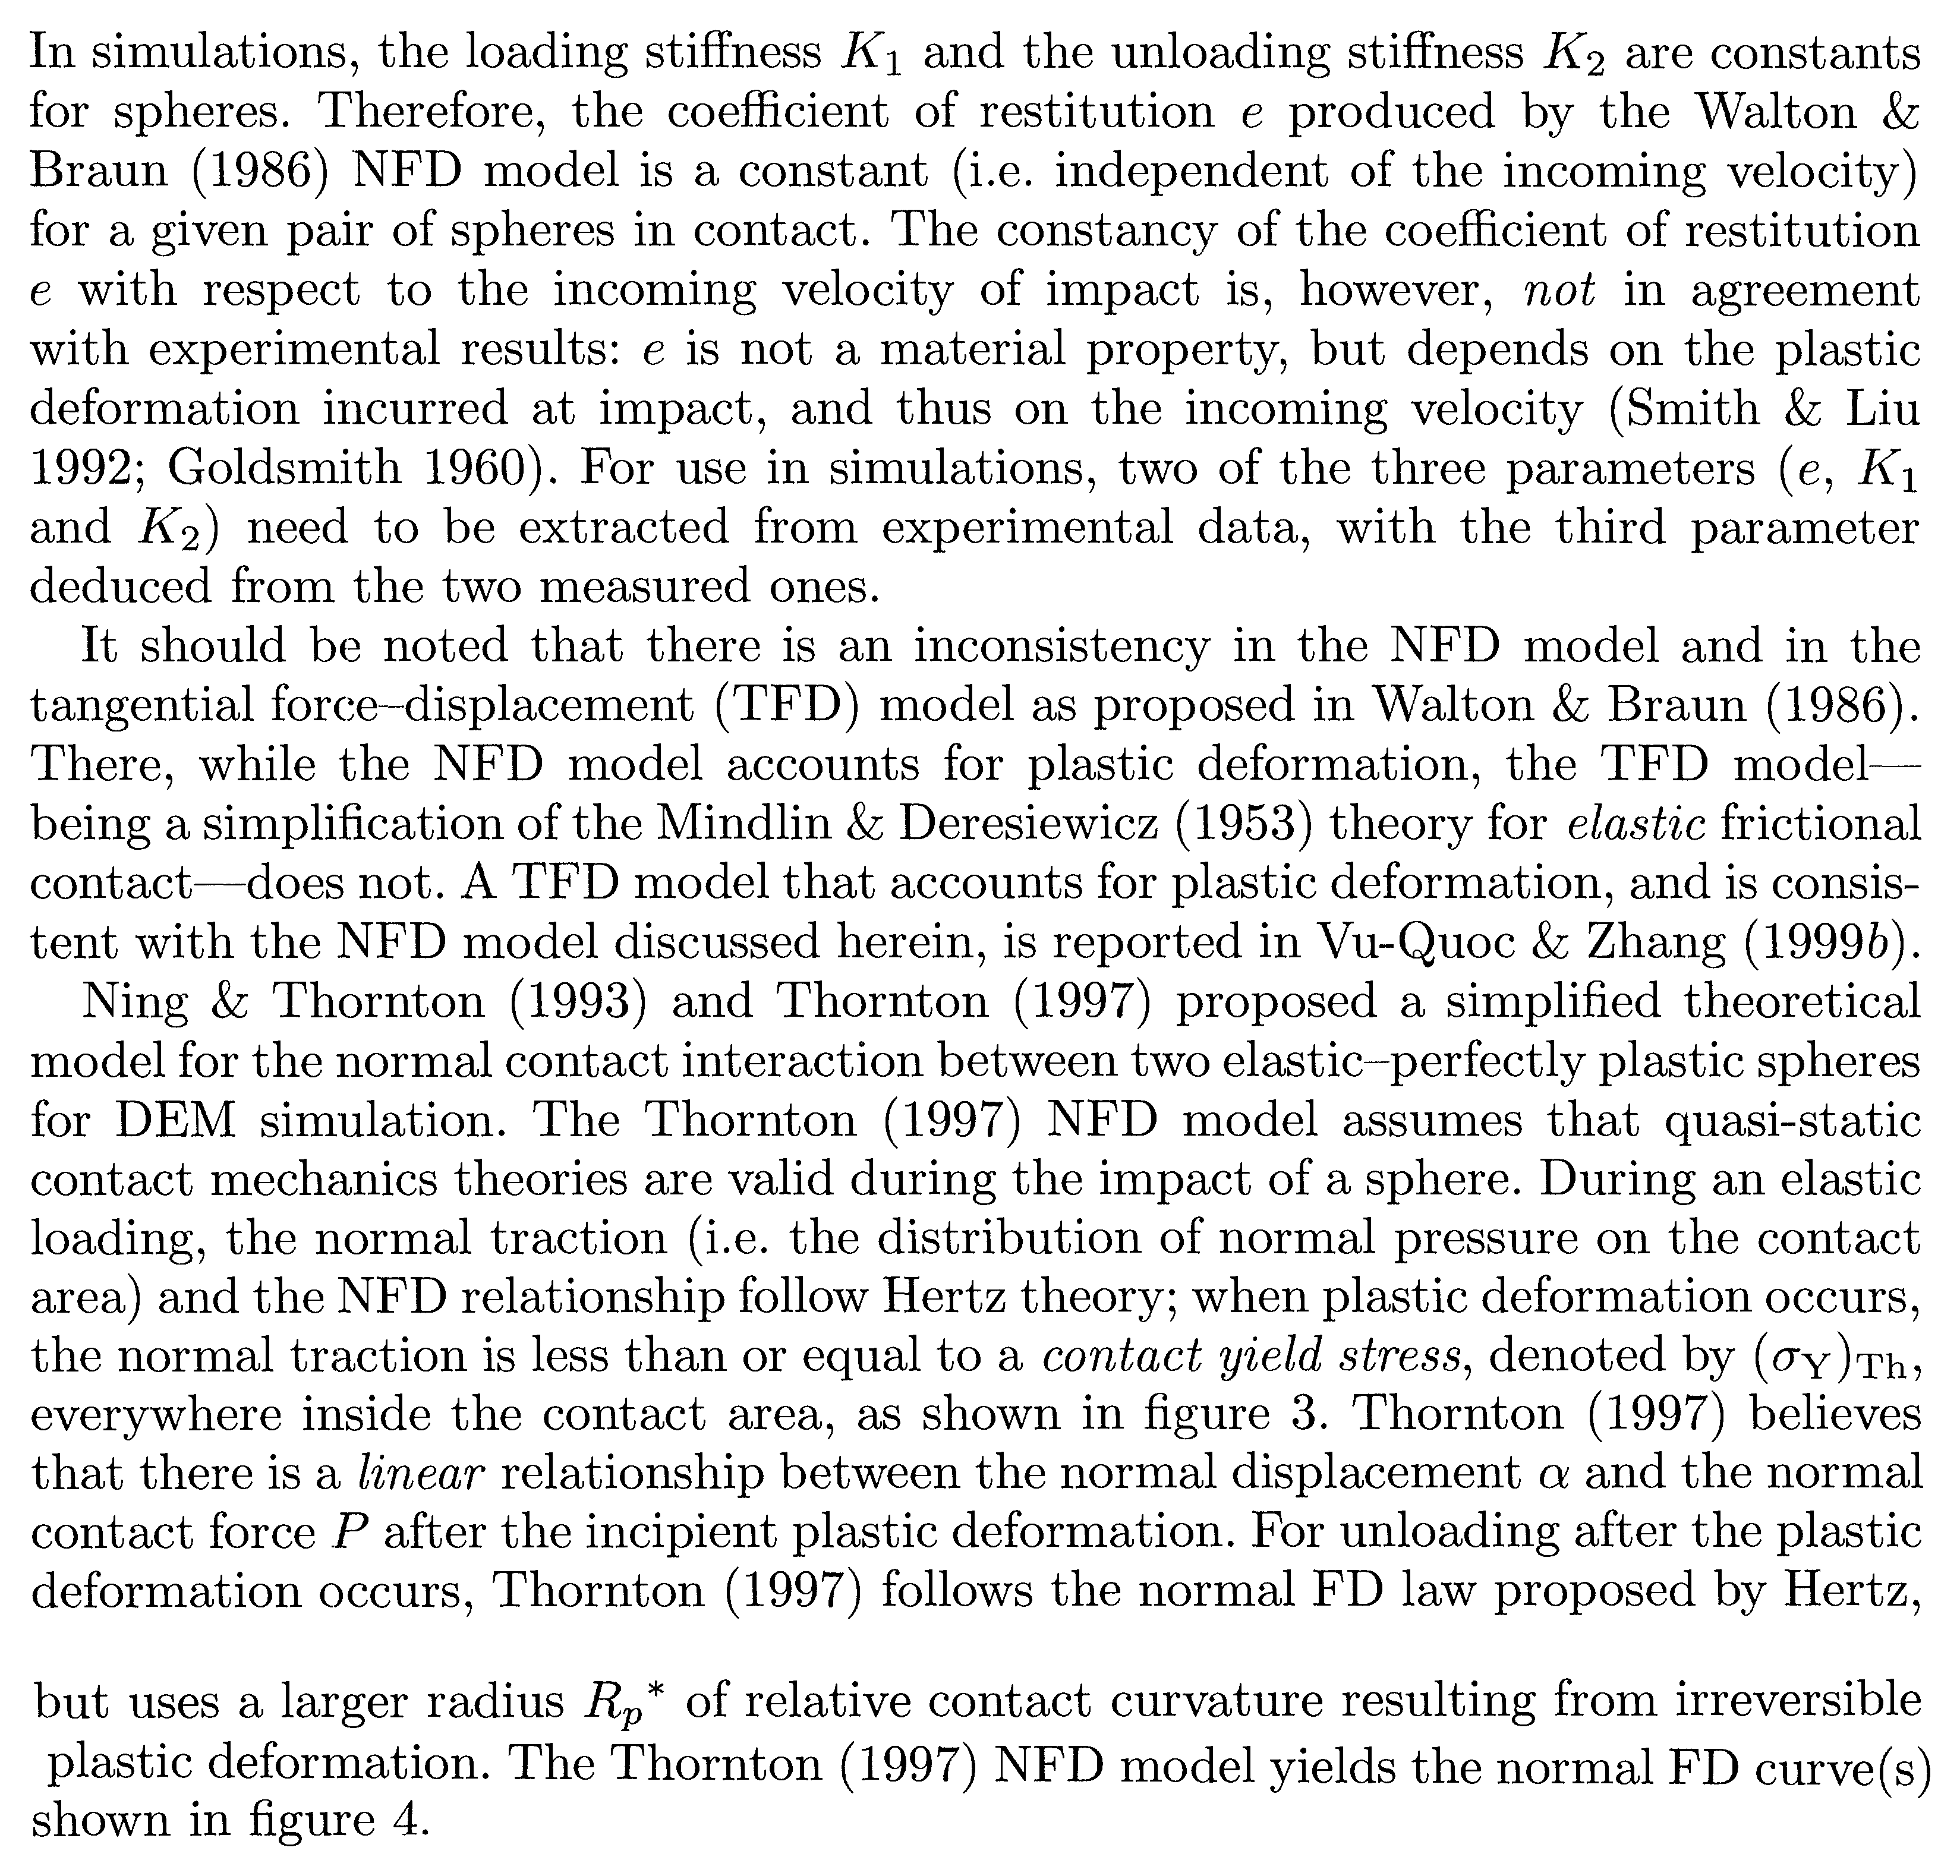 In simulations, the loading stiffness K₁ and the unloading stiffness K₂ are constants
for spheres. Therefore, the coefficient of restitution e produced by the Walton &
Braun (1986) NFD model is a constant (i.e. independent of the incoming velocity)
for a given pair of spheres in contact. The constancy of the coefficient of restitution
e with respect to the incoming velocity of impact is, however, not in agreement
with experimental results: e is not a material property, but depends on the plastic
deformation incurred at impact, and thus on the incoming velocity (Smith & Liu
1992; Goldsmith 1960). For use in simulations, two of the three parameters (e, K₁
and K₂) need to be extracted from experimental data, with the third parameter
deduced from the two measured ones.
It should be noted that there is an inconsistency in the NFD model and in the
tangential force–displacement (TFD) model as proposed in Walton & Braun (1986).
There, while the NFD model accounts for plastic deformation, the TFD model—
being a simplification of the Mindlin & Deresiewicz (1953) theory for elastic frictional
contact—does not. A TFD model that accounts for plastic deformation, and is consis-
tent with the NFD model discussed herein, is reported in Vu-Quoc & Zhang (1999b).
Ning & Thornton (1993) and Thornton (1997) proposed a simplified theoretical
model for the normal contact interaction between two elastic–perfectly plastic spheres
for DEM simulation. The Thornton (1997) NFD model assumes that quasi-static
contact mechanics theories are valid during the impact of a sphere. During an elastic
loading, the normal traction (i.e. the distribution of normal pressure on the contact
area) and the NFD relationship follow Hertz theory; when plastic deformation occurs,
the normal traction is less than or equal to a contact yield stress, denoted by (σ_Y)_Th,
everywhere inside the contact area, as shown in figure 3. Thornton (1997) believes
that there is a linear relationship between the normal displacement α and the normal
contact force P after the incipient plastic deformation. For unloading after the plastic
deformation occurs, Thornton (1997) follows the normal FD law proposed by Hertz,
but uses a larger radius R_p* of relative contact curvature resulting from irreversible
plastic deformation. The Thornton (1997) NFD model yields the normal FD curve(s)
shown in figure 4.